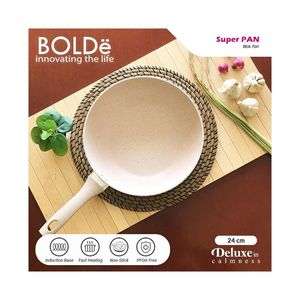 BOLDe
innovating the life
Super PAN
Wok Pan
Induction Base
Fast Heating
Non-Stick
PFOA Free
24 cm
Deluxe in
calmness